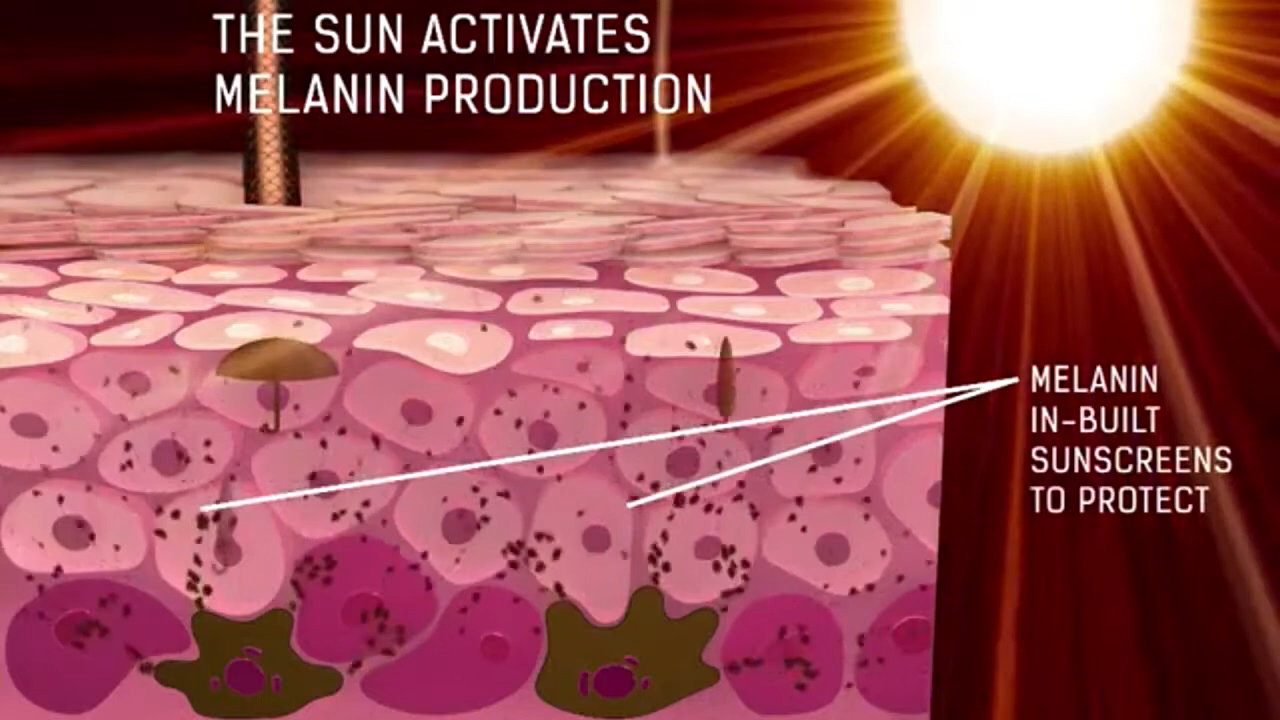 THE SUN ACTIVATES
MELANIN PRODUCTION
MELANIN
IN-BUILT
SUNSCREENS
TO PROTECT